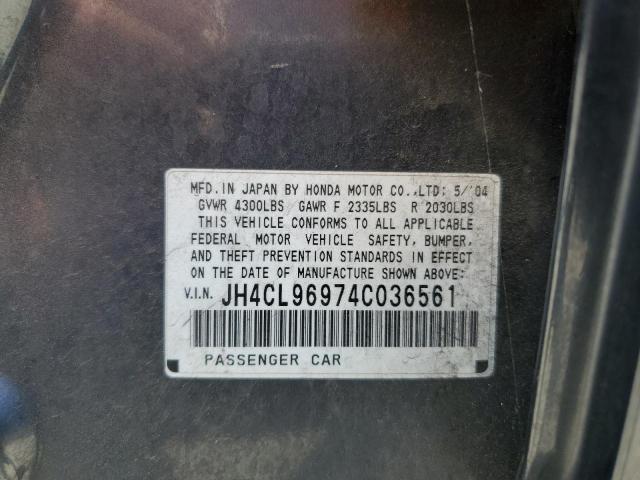 MFD.IN JAPAN BY HONDA MOTOR CO.,LTD: 5/'04
GVWR 4300LBS GAWR F 2335LBS R 2030LBS
THIS VEHICLE CONFORMS TO ALL APPLICABLE
FEDERAL MOTOR VEHICLE SAFETY, BUMPER,
AND THEFT PREVENTION STANDARDS IN EFFECT
ON THE DATE OF MANUFACTURE SHOWN ABOVE:
V.I.N. JH4CL96974C036561
PASSENGER CAR